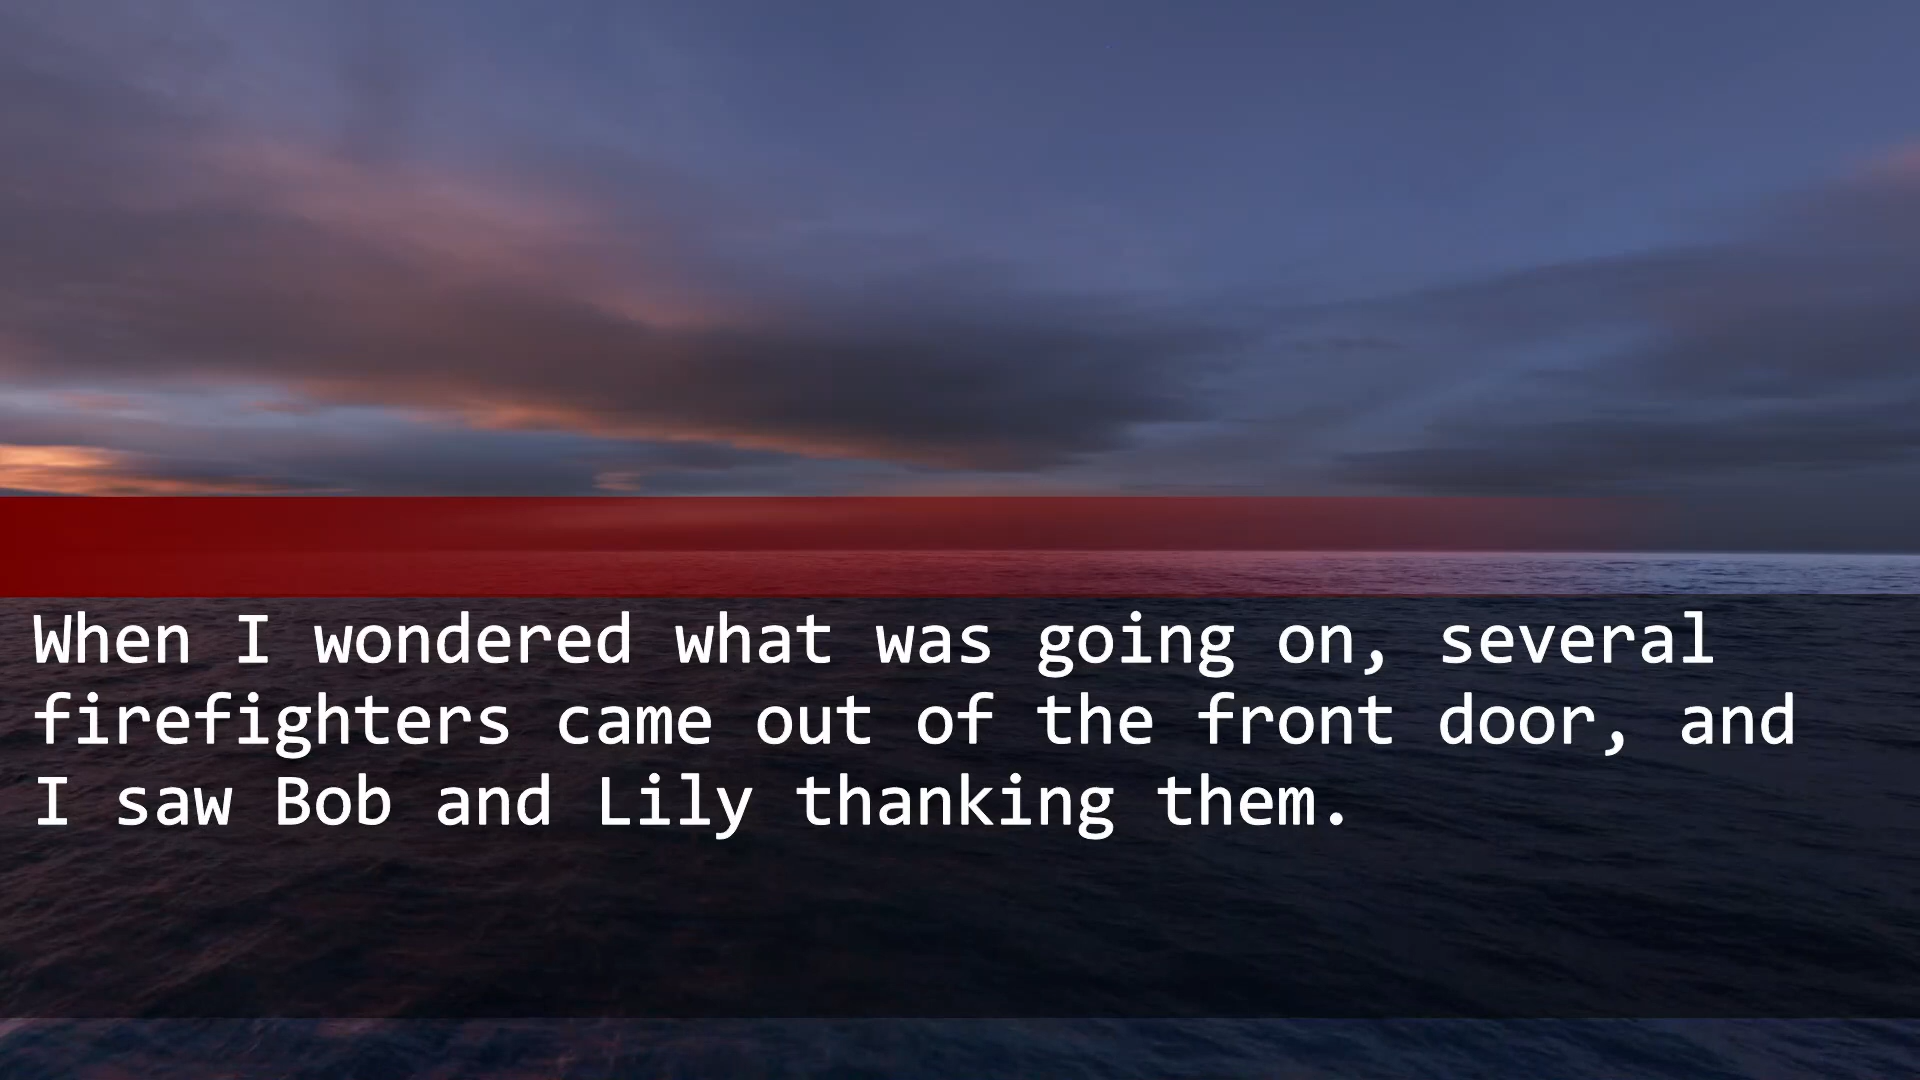 When I wondered what was going on, several
firefighters came out of the front door, and
I saw Bob and Lily thanking them.